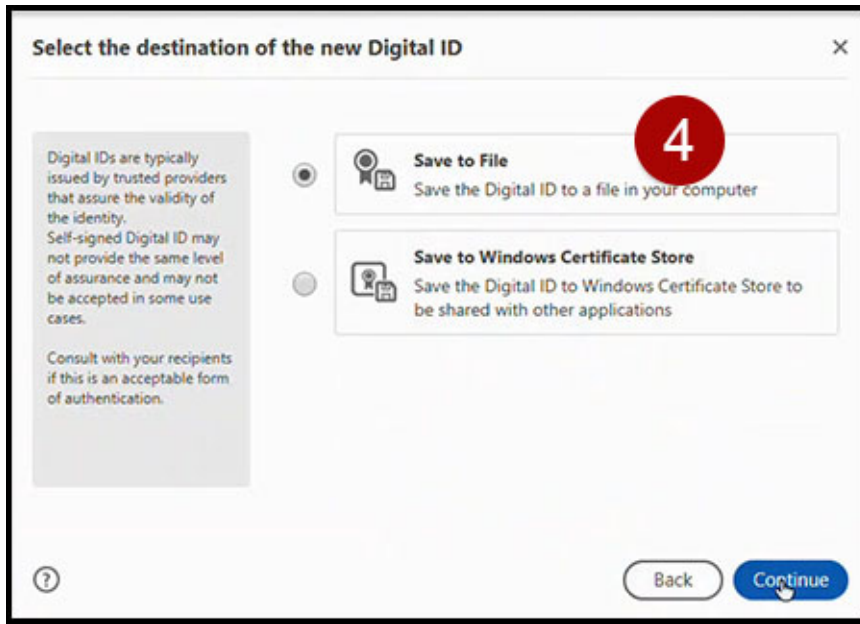 Select the destination of the new Digital ID
Digital IDs are typically
issued by trusted providers
that assure the validity of
the identity.
Self-signed Digital ID may
not provide the same level
of assurance and may not
be accepted in some use
cases.
Consult with your recipients
if this is an acceptable form
of authentication.
4
Save to File
Save the Digital ID to a file in your computer
Save to Windows Certificate Store
Save the Digital ID to Windows Certificate Store to
be shared with other applications
?
Back
Continue